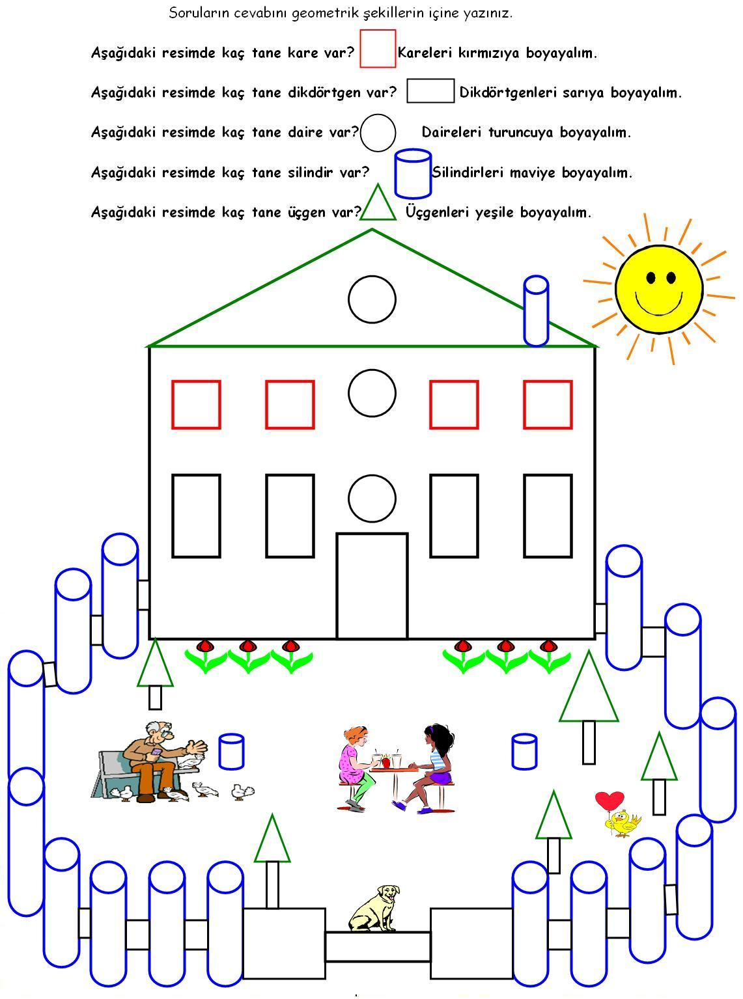 Soruların cevabını geometrik şekillerin içine yazınız.
Aşağıdaki resimde kaç tane kare var? Kareleri kırmızıya boyayalım.
Aşağıdaki resimde kaç tane dikdörtgen var? Dikdörtgenleri sarıya boyayalım.
Aşağıdaki resimde kaç tane daire var? Daireleri turuncuya boyayalım.
Aşağıdaki resimde kaç tane silindir var? Silindirleri maviye boyayalım.
Aşağıdaki resimde kaç tane üçgen var? Üçgenleri yeşile boyayalım.